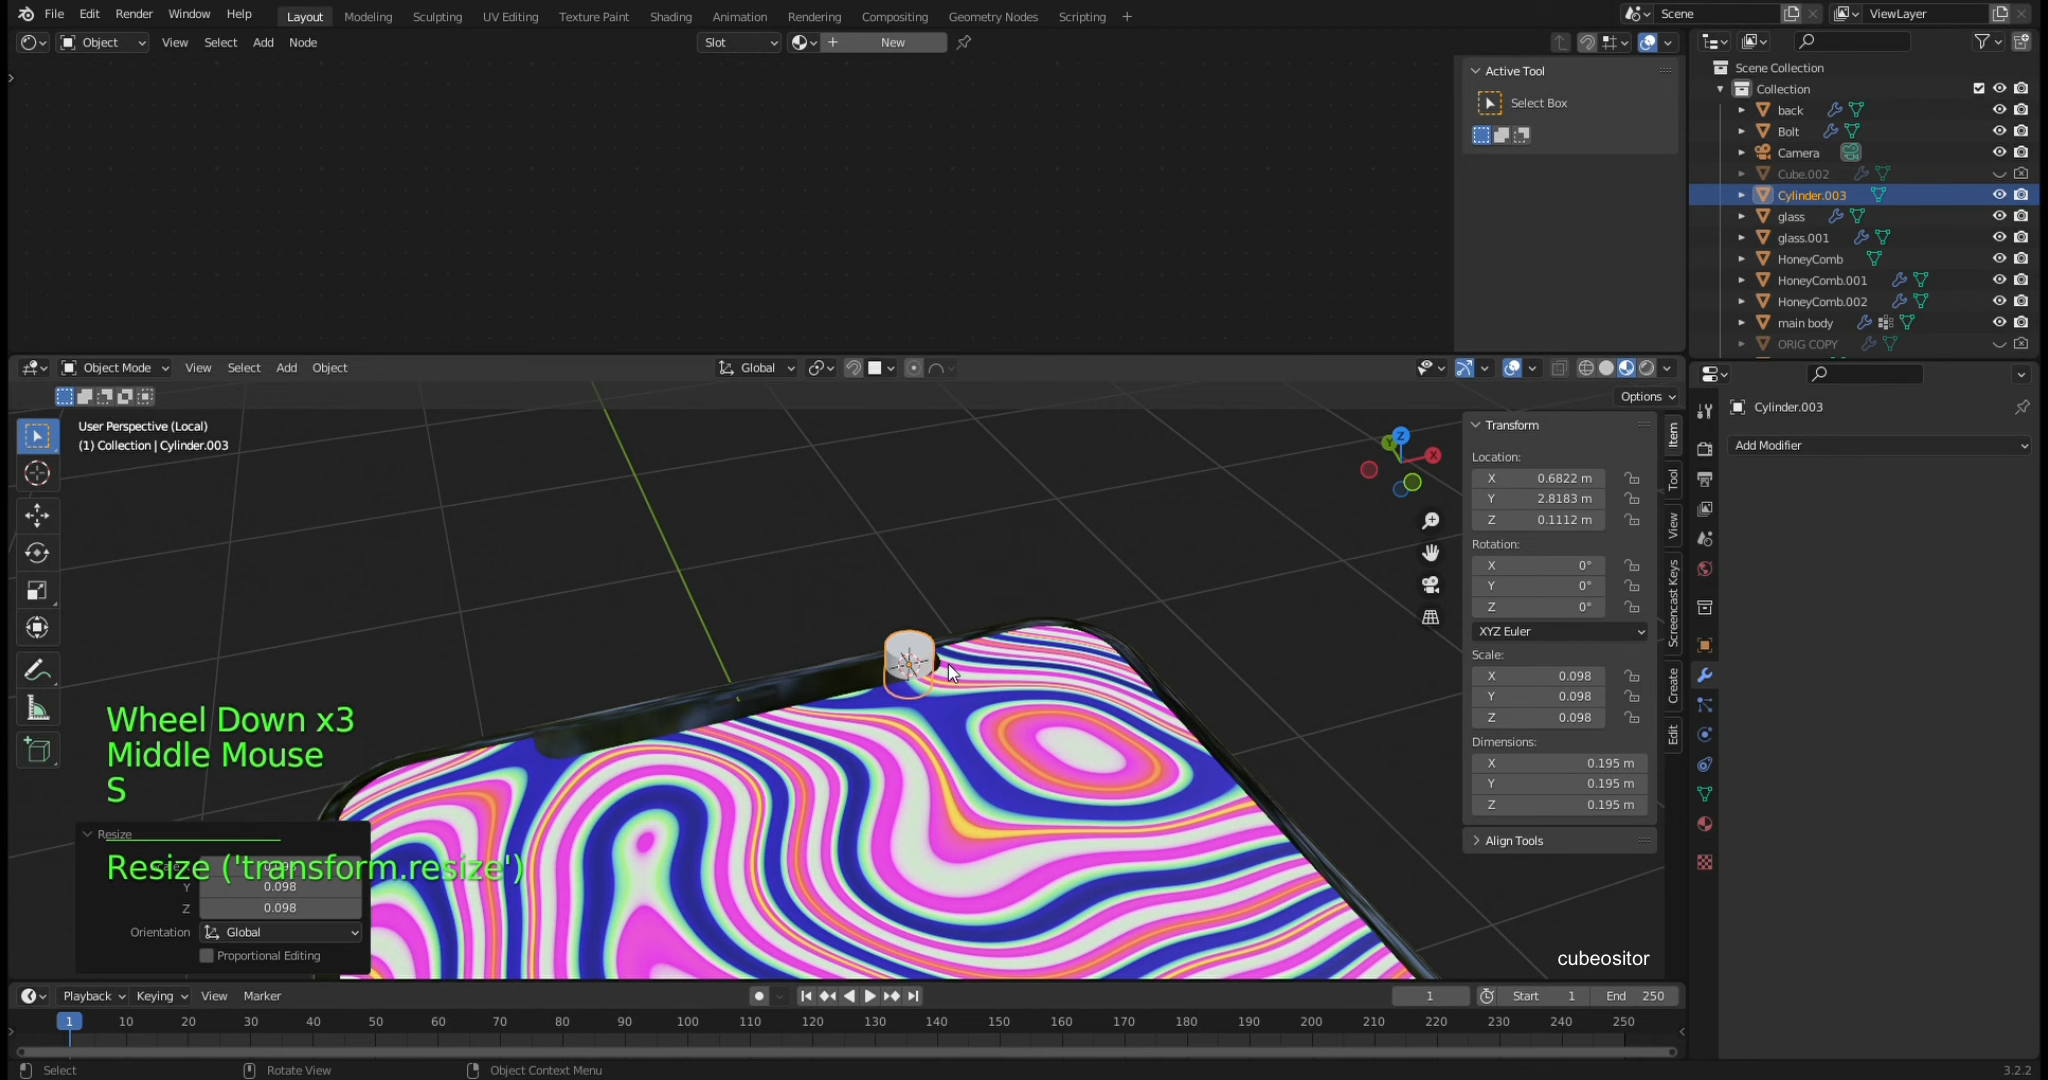 File Edit Render Window Help Layout Modeling Sculpting UV Editing Texture Paint Shading Animation Rendering Compositing Geometry Nodes Scripting + Scene ViewLayer
Object View Select Add Node Slot New
Active Tool
Select Box
Scene Collection
Collection
back
Bolt
Camera
Cube.002
Cylinder.003
glass
glass.001
HoneyComb
HoneyComb.001
HoneyComb.002
main body
ORIG COPY
Object Mode View Select Add Object Global
Options
User Perspective (Local)
(1) Collection | Cylinder.003
Z
Y
X
Transform
Location:
X 0.6822 m
Y 2.8183 m
Z 0.1112 m
Rotation:
X 0°
Y 0°
Z 0°
XYZ Euler
Scale:
X 0.098
Y 0.098
Z 0.098
Dimensions:
X 0.195 m
Y 0.195 m
Z 0.195 m
Align Tools
Item
Tool
View
Screencast Keys
Create
Edit
Cylinder.003
Add Modifier
Wheel Down x3
Middle Mouse
S
Resize
Resize ('transform.resize')
Y 0.098
Z 0.098
Orientation Global
Proportional Editing
cubeositor
Playback Keying View Marker 1 Start 1 End 250
1 10 20 30 40 50 60 70 80 90 100 110 120 130 140 150 160 170 180 190 200 210 220 230 240 250
Select Rotate View Object Context Menu 3.2.2